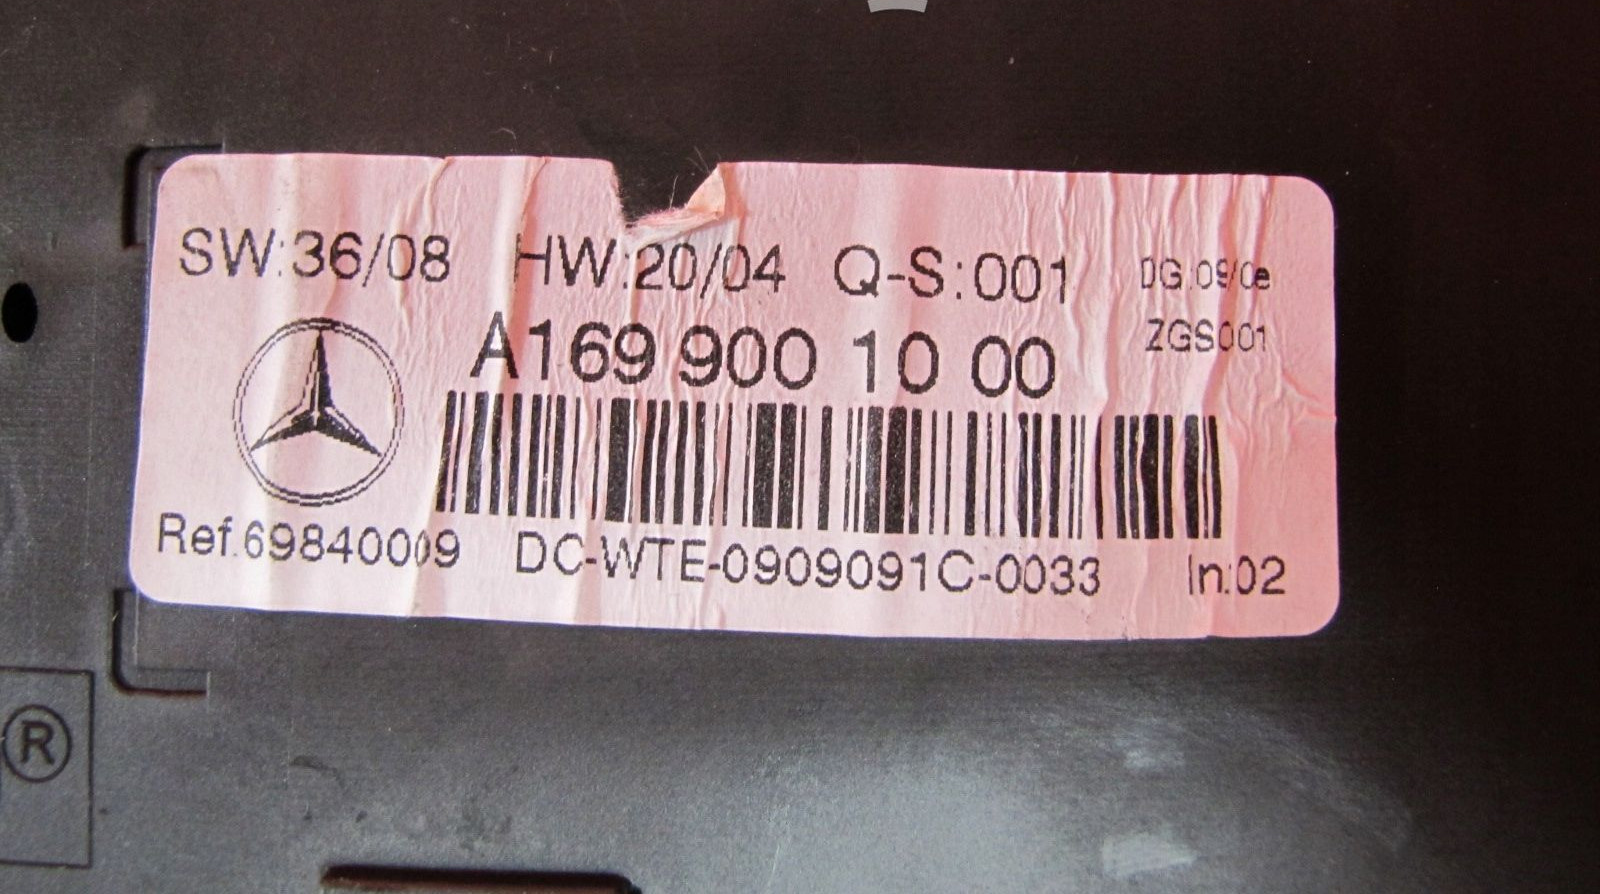 SW:36/08 HW:20/04 Q-S:001 DG:09/0e
A169 900 10 00 ZGS001
Ref.69840009 DC-WTE-0909091C-0033 In:02
®